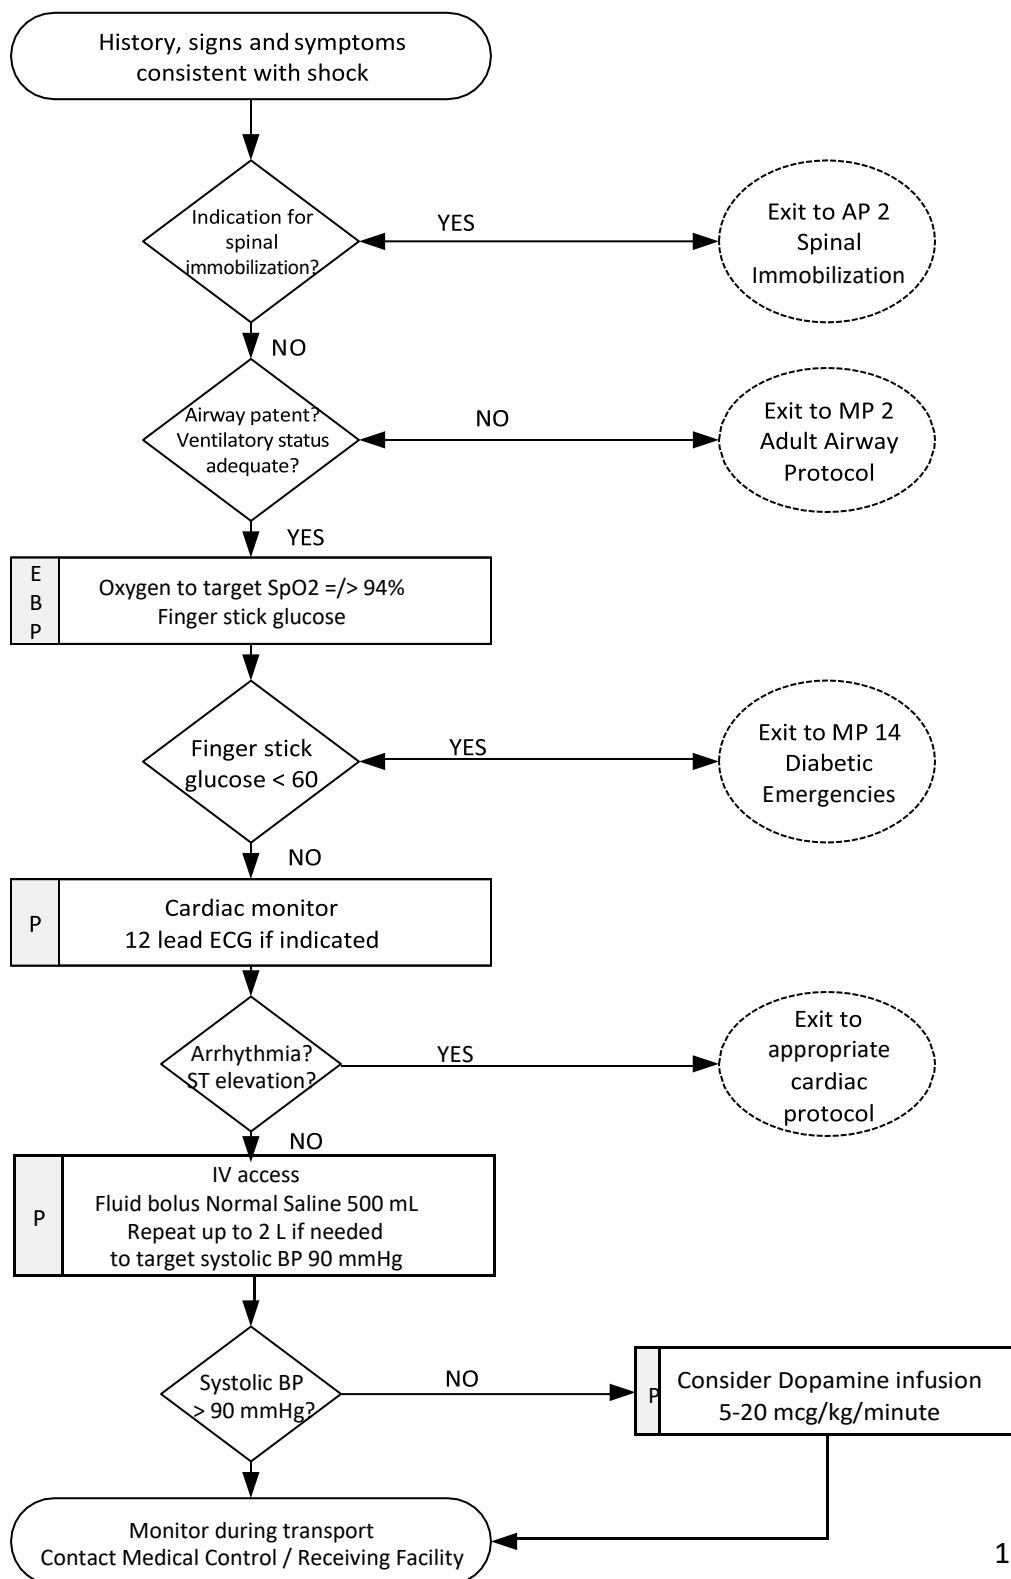 History, signs and symptoms
consistent with shock
Indication for
spinal
immobilization?
YES
Exit to AP 2
Spinal
Immobilization
NO
Airway patent?
Ventilatory status
adequate?
NO
Exit to MP 2
Adult Airway
Protocol
YES
E
B
P
Oxygen to target SpO2 =/> 94%
Finger stick glucose
Finger stick
glucose < 60
YES
Exit to MP 14
Diabetic
Emergencies
NO
P
Cardiac monitor
12 lead ECG if indicated
Arrhythmia?
ST elevation?
YES
Exit to
appropriate
cardiac
protocol
NO
P
IV access
Fluid bolus Normal Saline 500 mL
Repeat up to 2 L if needed
to target systolic BP 90 mmHg
Systolic BP
> 90 mmHg?
NO
P
Consider Dopamine infusion
5-20 mcg/kg/minute
Monitor during transport
Contact Medical Control / Receiving Facility
1